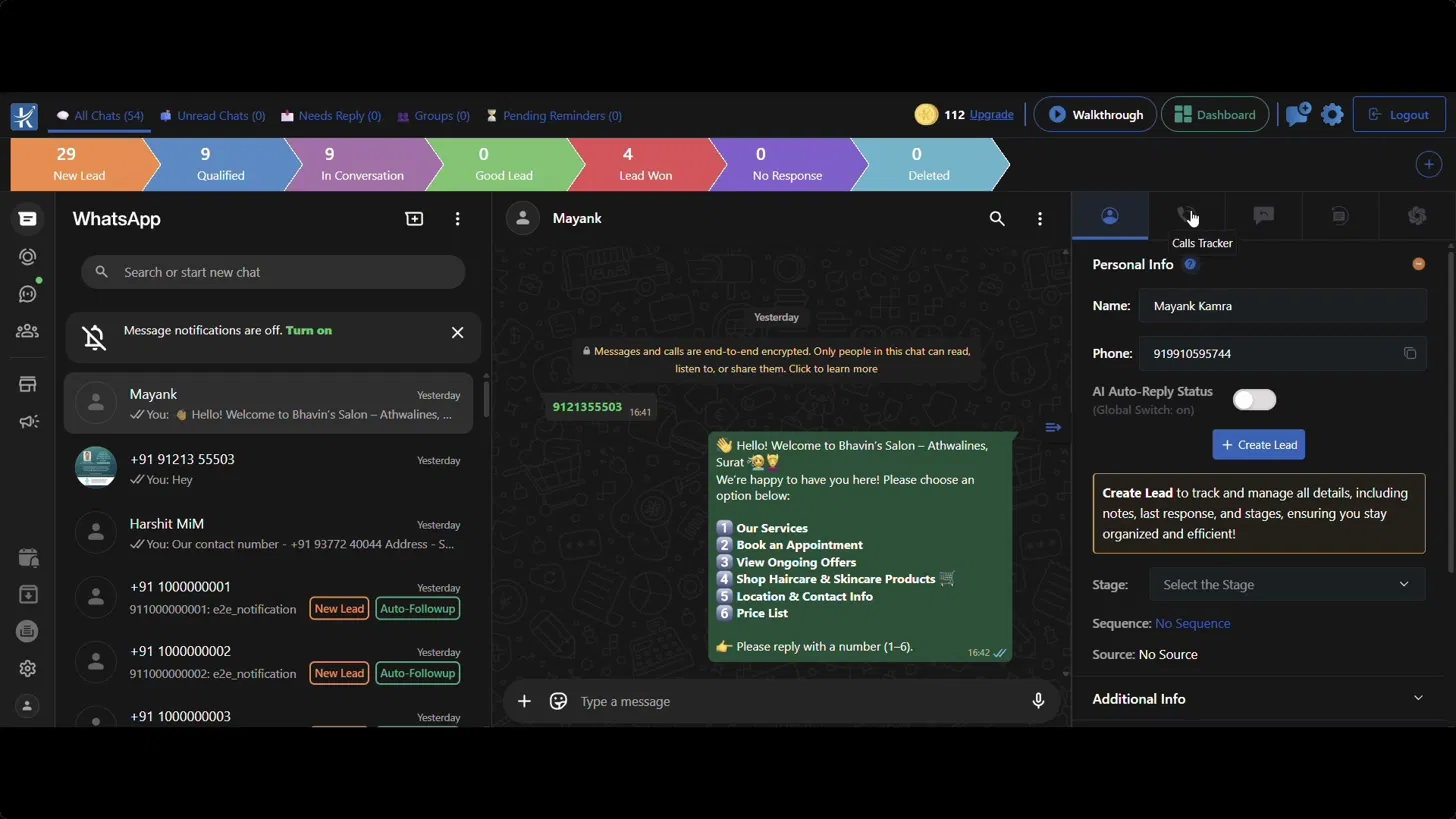 All Chats (54)
Unread Chats (0)
Needs Reply (0)
Groups (0)
Pending Reminders (0)
112 Upgrade
Walkthrough
Dashboard
Logout
29
New Lead
9
Qualified
9
In Conversation
0
Good Lead
4
Lead Won
0
No Response
0
Deleted
WhatsApp
Search or start new chat
Message notifications are off. Turn on
Mayank
Yesterday
You: 👋 Hello! Welcome to Bhavin's Salon – Athwalines, ...
+91 91213 55503
Yesterday
You: Hey
Harshit MiM
Yesterday
You: Our contact number - +91 93772 40044 Address - S...
+91 1000000001
Yesterday
911000000001: e2e_notification
New Lead
Auto-Followup
+91 1000000002
Yesterday
911000000002: e2e_notification
New Lead
Auto-Followup
+91 1000000003
Yesterday
Mayank
Yesterday
Messages and calls are end-to-end encrypted. Only people in this chat can read,
listen to, or share them. Click to learn more
9121355503 16:41
👋 Hello! Welcome to Bhavin's Salon – Athwalines,
Surat 💇💆
We're happy to have you here! Please choose an
option below:
1️⃣ Our Services
2️⃣ Book an Appointment
3️⃣ View Ongoing Offers
4️⃣ Shop Haircare & Skincare Products 🛒
5️⃣ Location & Contact Info
6️⃣ Price List
👉 Please reply with a number (1–6).
16:42
Type a message
Calls Tracker
Personal Info ?
Name: Mayank Kamra
Phone: 919910595744
AI Auto-Reply Status
(Global Switch: on)
+ Create Lead
Create Lead to track and manage all details, including
notes, last response, and stages, ensuring you stay
organized and efficient!
Stage: Select the Stage
Sequence: No Sequence
Source: No Source
Additional Info